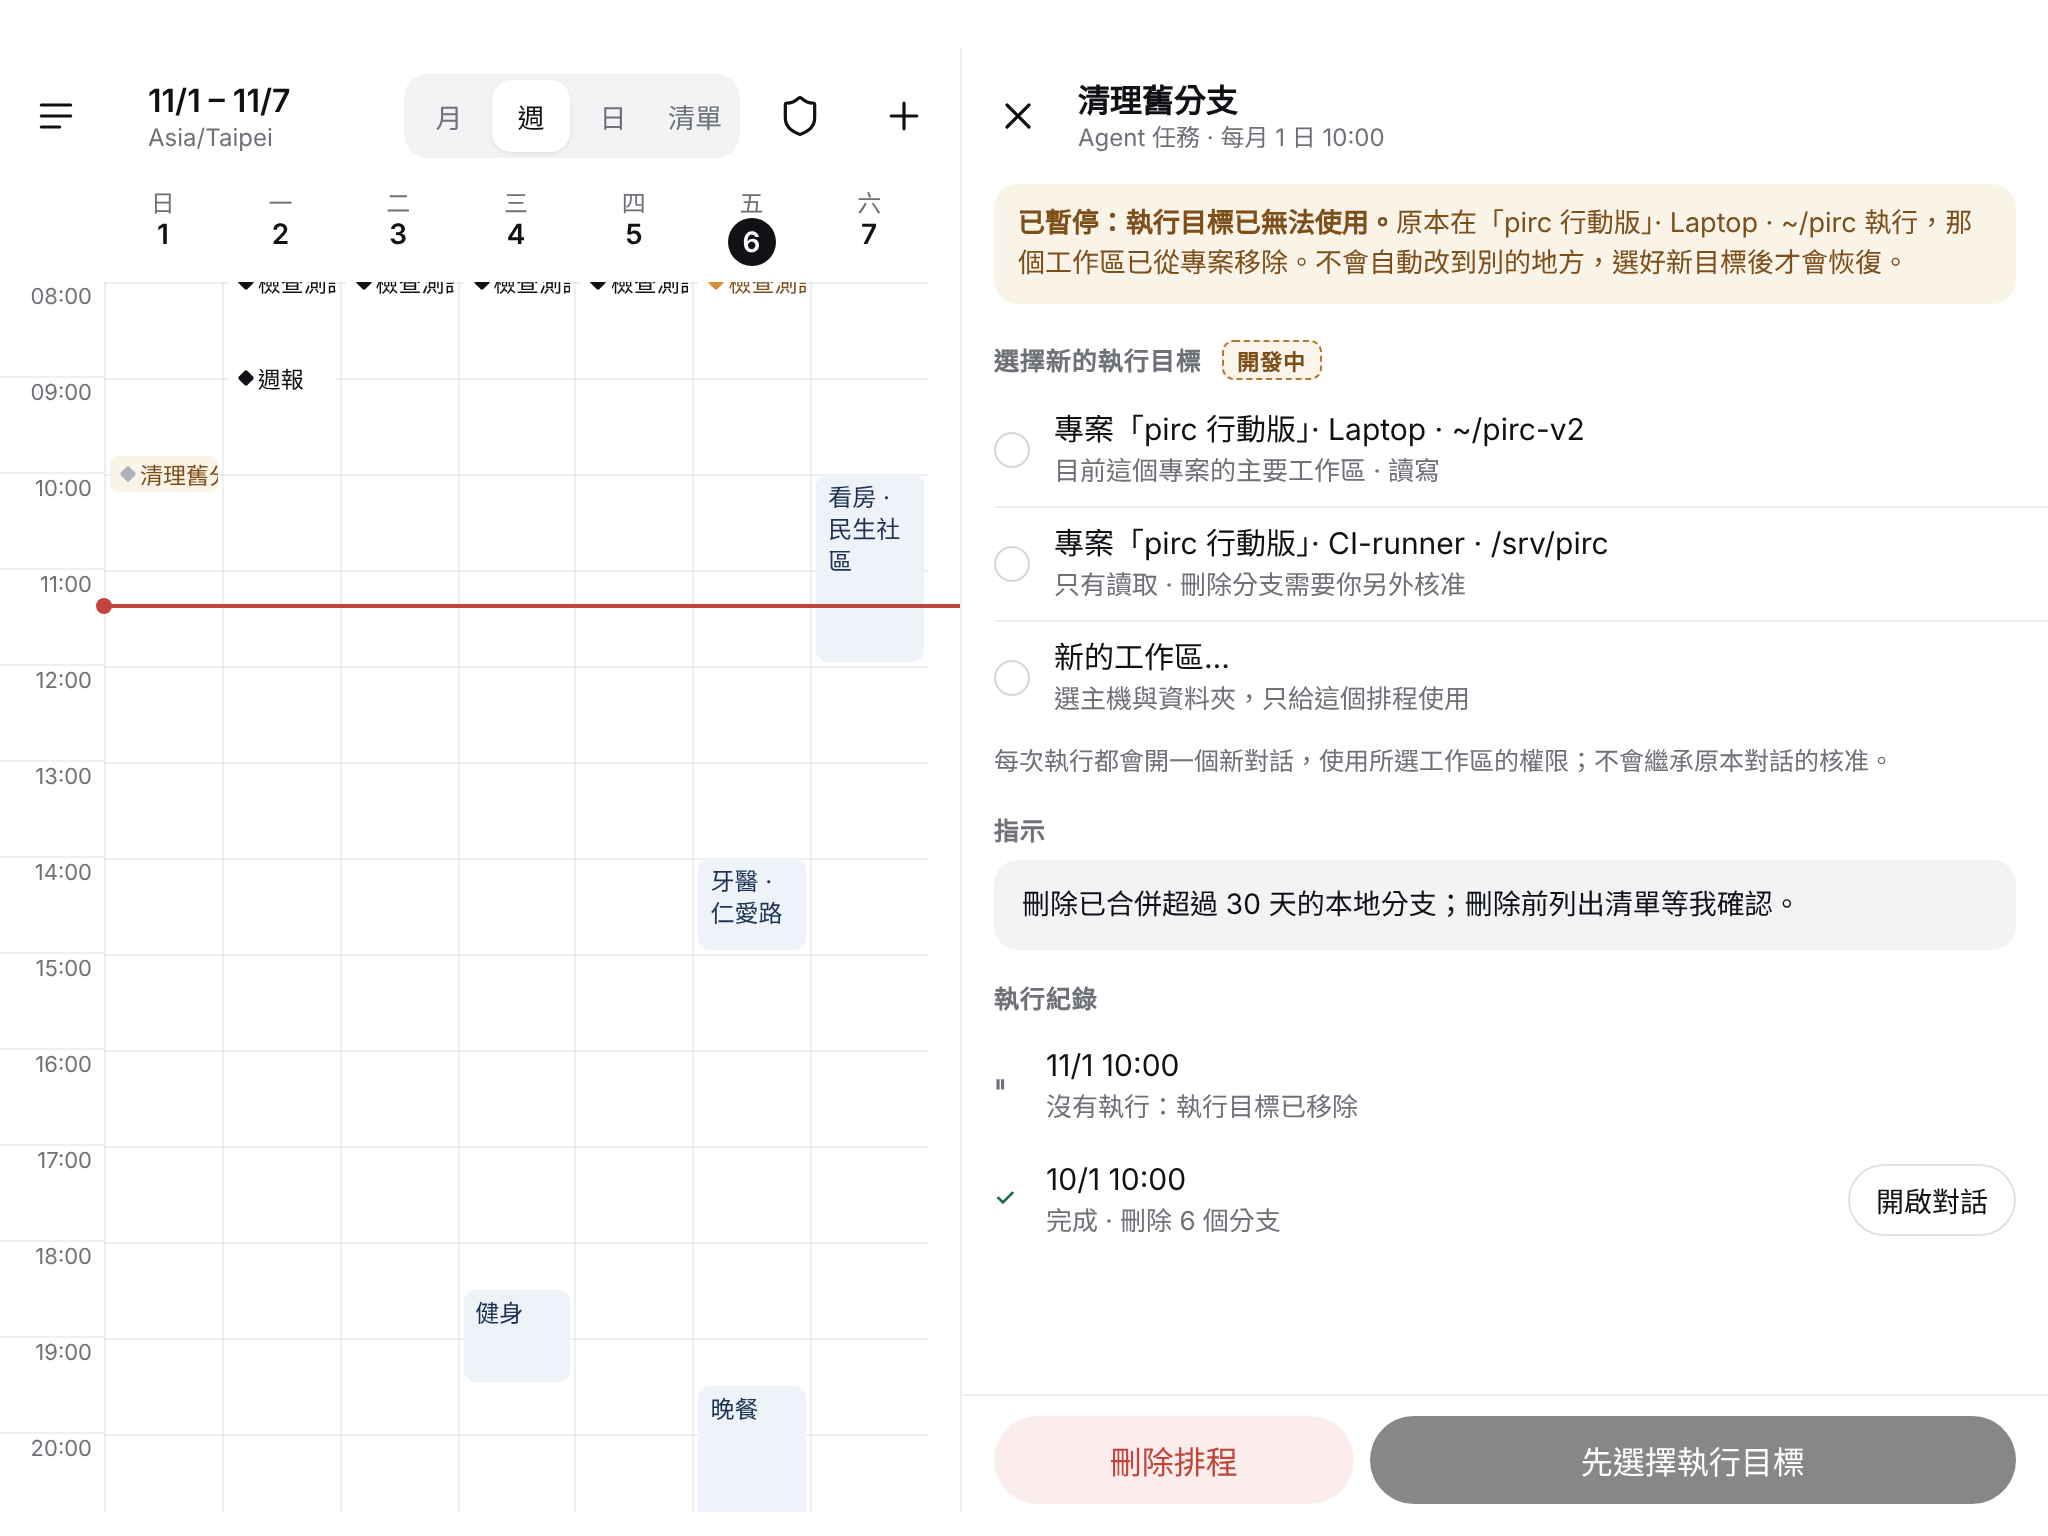 11/1 – 11/7
Asia/Taipei
月
週
日
清單
日
一
二
三
四
五
六
1
2
3
4
5
6
7
08:00
檢查測
檢查測
檢查測
檢查測
檢查測
09:00
週報
10:00
清理舊
看房 ·
民生社
區
11:00
12:00
13:00
14:00
牙醫 ·
仁愛路
15:00
16:00
17:00
18:00
健身
19:00
晚餐
20:00
清理舊分支
Agent 任務 · 每月 1 日 10:00
已暫停：執行目標已無法使用。原本在「pirc 行動版」· Laptop · ~/pirc 執行，那
個工作區已從專案移除。不會自動改到別的地方，選好新目標後才會恢復。
選擇新的執行目標
開發中
專案「pirc 行動版」· Laptop · ~/pirc-v2
目前這個專案的主要工作區 · 讀寫
專案「pirc 行動版」· CI-runner · /srv/pirc
只有讀取 · 刪除分支需要你另外核准
新的工作區...
選主機與資料夾，只給這個排程使用
每次執行都會開一個新對話，使用所選工作區的權限；不會繼承原本對話的核准。
指示
刪除已合併超過 30 天的本地分支；刪除前列出清單等我確認。
執行紀錄
11/1 10:00
沒有執行：執行目標已移除
10/1 10:00
完成 · 刪除 6 個分支
開啟對話
刪除排程
先選擇執行目標